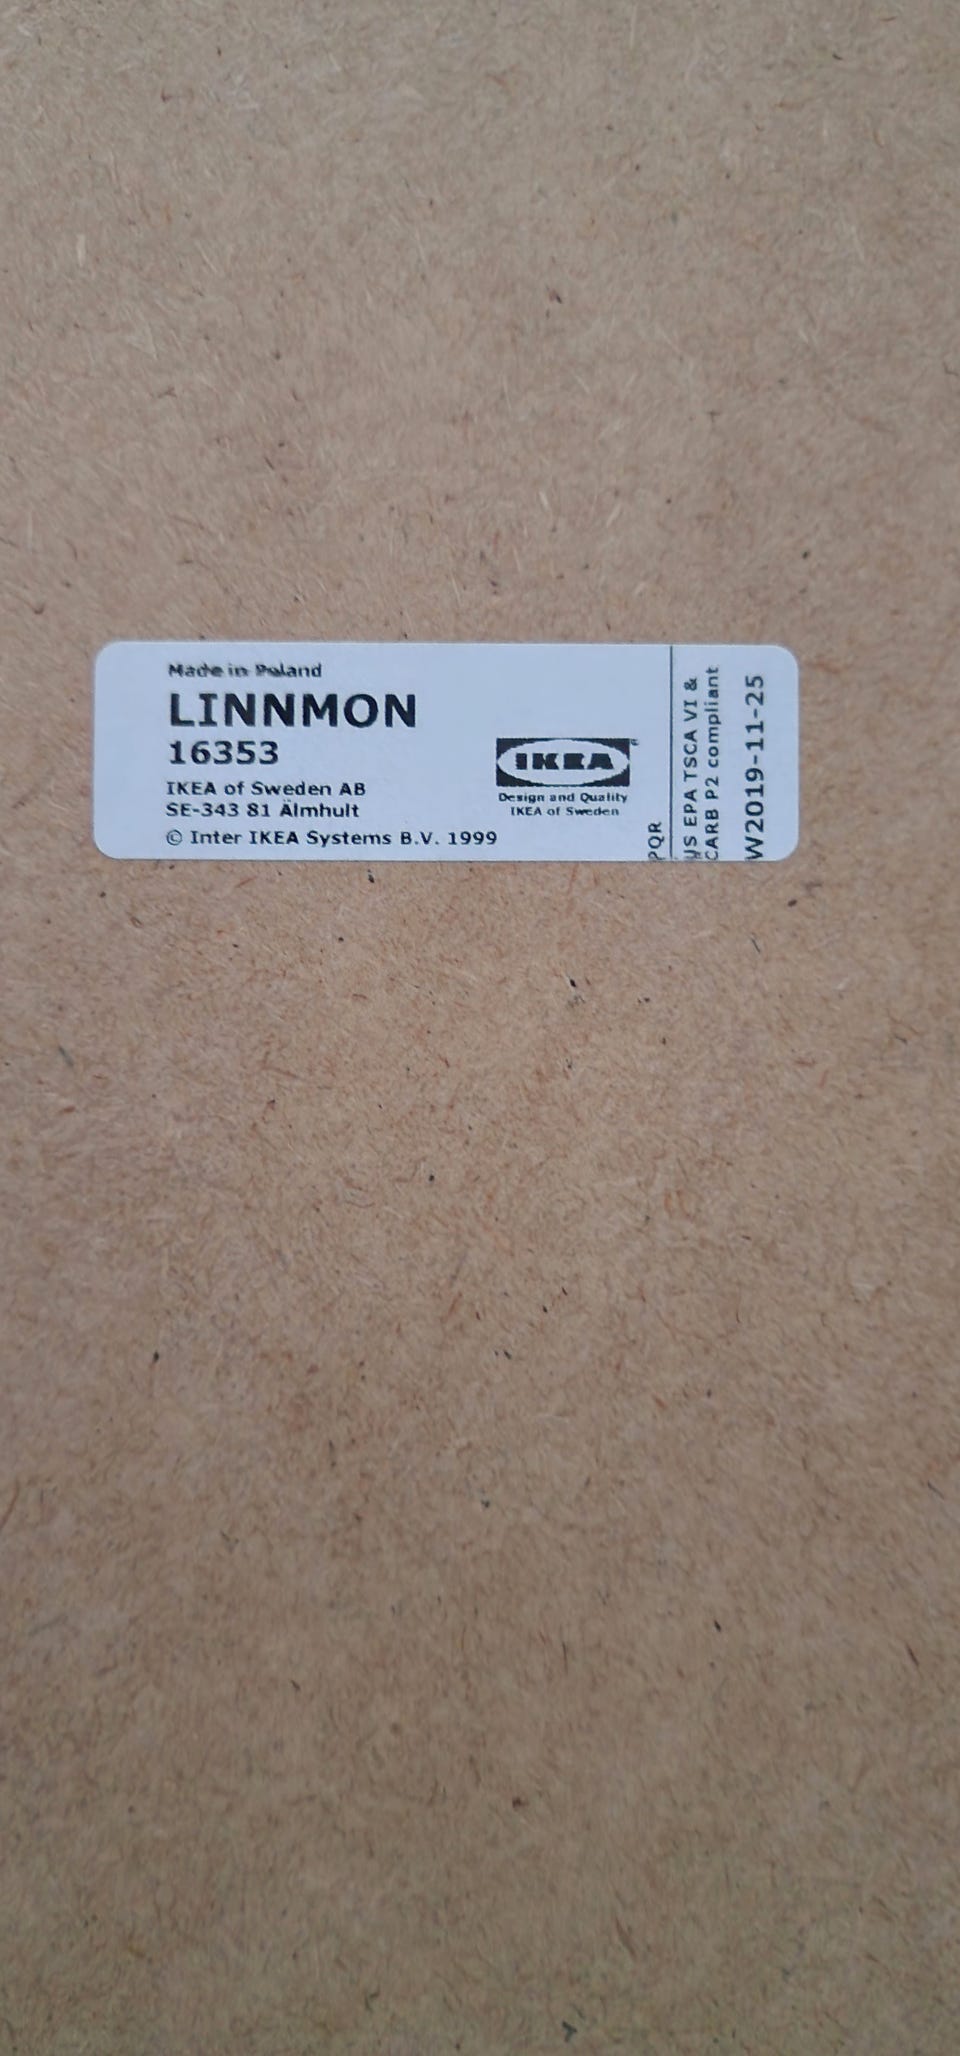 Made in Poland
LINNMON
16353
IKEA of Sweden AB
SE-343 81 Älmhult
© Inter IKEA Systems B.V. 1999
IKEA
Design and Quality
IKEA of Sweden
PQR
US EPA TSCA VI &
CARB P2 compliant
W2019-11-25